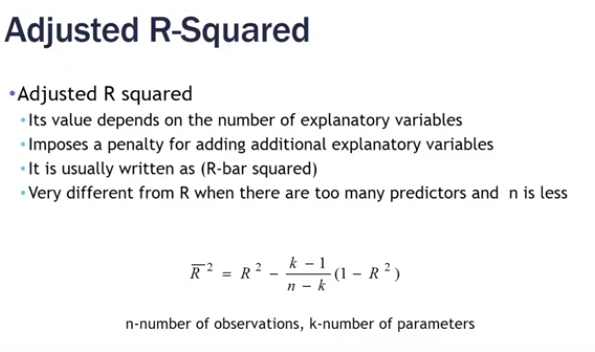 Adjusted R-Squared
•Adjusted R squared
•Its value depends on the number of explanatory variables
•Imposes a penalty for adding additional explanatory variables
•It is usually written as (R-bar squared)
•Very different from R when there are too many predictors and n is less
R̅ ² = R ² − (k − 1)/(n − k) (1 − R ²)
n-number of observations, k-number of parameters